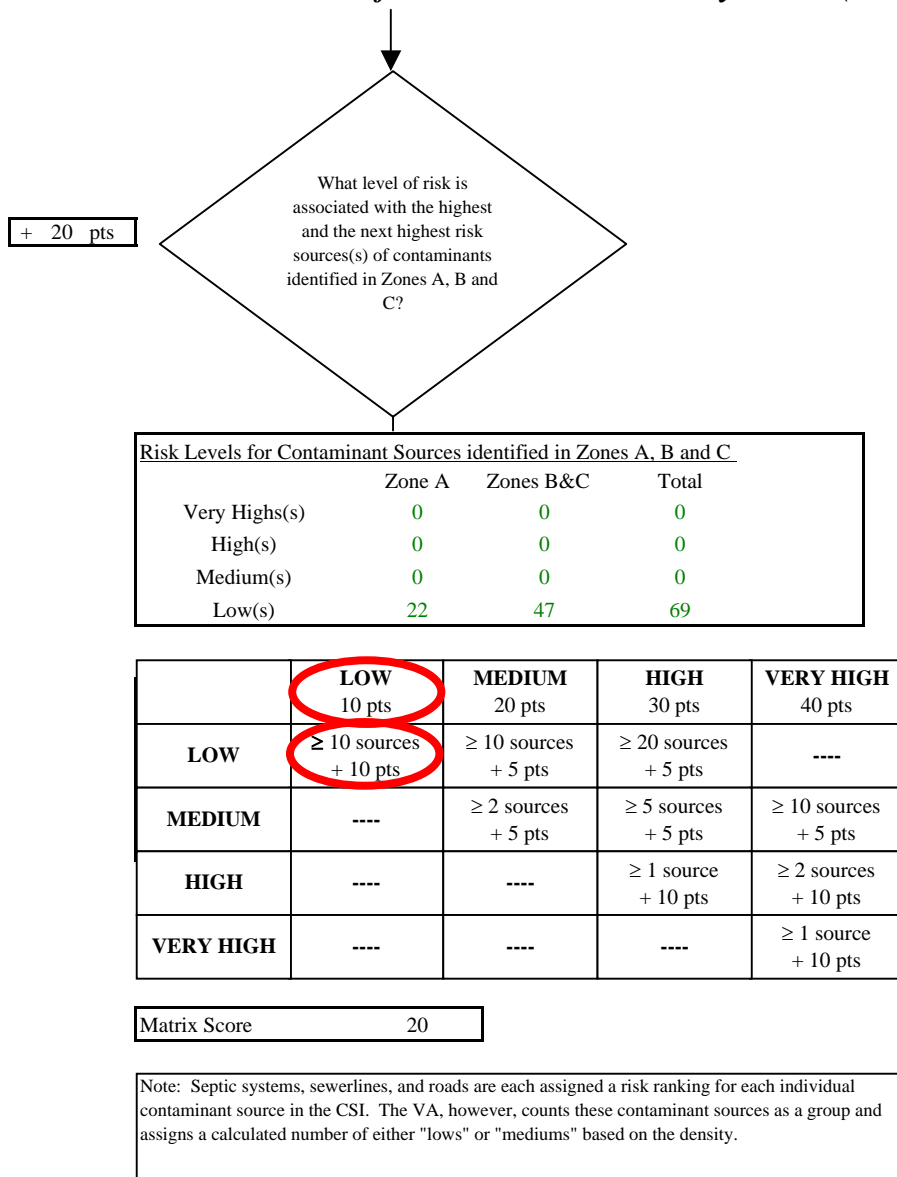 What level of risk is
associated with the highest
and the next highest risk
sources(s) of contaminants
identified in Zones A, B and
C?
+ 20 pts
Risk Levels for Contaminant Sources identified in Zones A, B and C
Zone A Zones B&C Total
Very Highs(s) 0 0 0
High(s) 0 0 0
Medium(s) 0 0 0
Low(s) 22 47 69
LOW MEDIUM HIGH VERY HIGH
10 pts 20 pts 30 pts 40 pts
LOW ≥ 10 sources ≥ 10 sources ≥ 20 sources ----
+ 10 pts + 5 pts + 5 pts
MEDIUM ---- ≥ 2 sources ≥ 5 sources ≥ 10 sources
+ 5 pts + 5 pts + 5 pts
HIGH ---- ---- ≥ 1 source ≥ 2 sources
+ 10 pts + 10 pts
VERY HIGH ---- ---- ---- ≥ 1 source
+ 10 pts
Matrix Score 20
Note: Septic systems, sewerlines, and roads are each assigned a risk ranking for each individual
contaminant source in the CSI. The VA, however, counts these contaminant sources as a group and
assigns a calculated number of either "lows" or "mediums" based on the density.